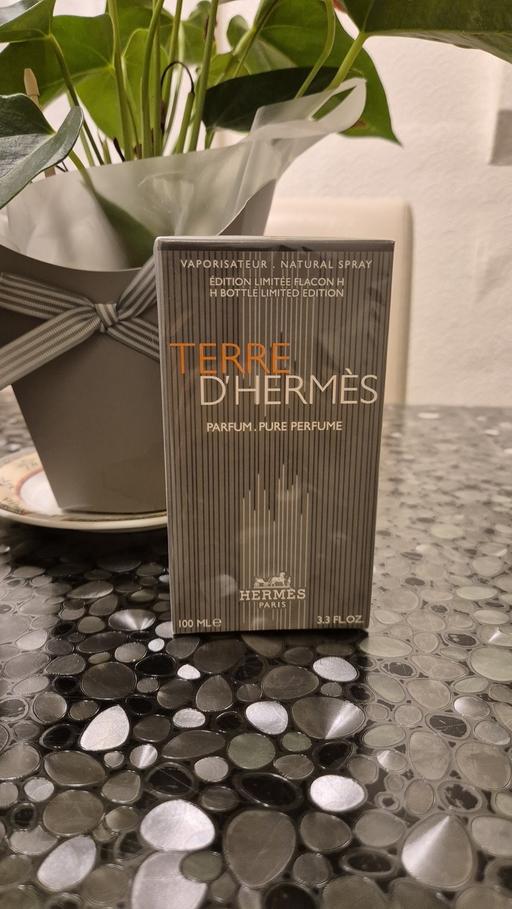 VAPORISATEUR . NATURAL SPRAY
ÉDITION LIMITÉE FLACON H
H BOTTLE LIMITED EDITION
TERRE
D'HERMÈS
PARFUM . PURE PERFUME
HERMÈS
PARIS
100 ML℮ 3.3 FL.OZ.